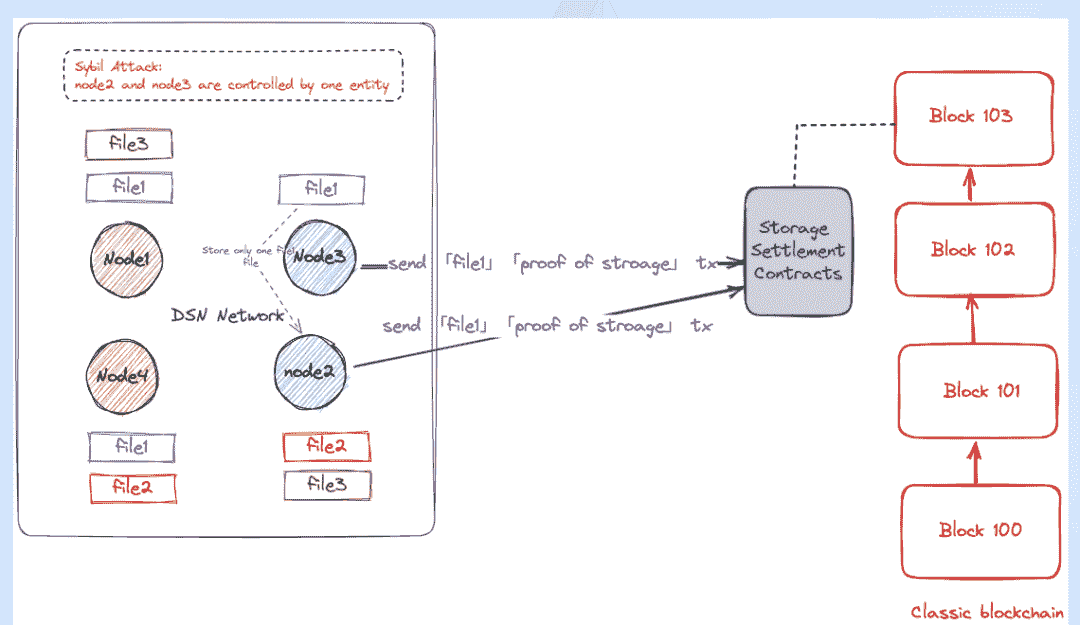 Sybil Attack:
node2 and node3 are controlled by one entity
file3
file1
file1
Node1
Store only one file1
file
Node3
DSN Network
Node4
node2
file1
file2
file2
file3
send 「file1」 「proof of stroage」 tx
send 「file1」 「proof of stroage」 tx
Storage
Settlement
Contracts
Block 103
Block 102
Block 101
Block 100
Classic blockchain